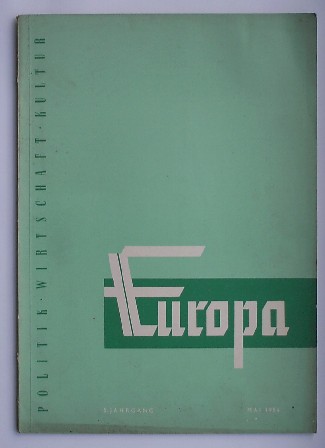 POLITIK · WIRTSCHAFT · KULTUR
Europa
JAHRGANG
MAI